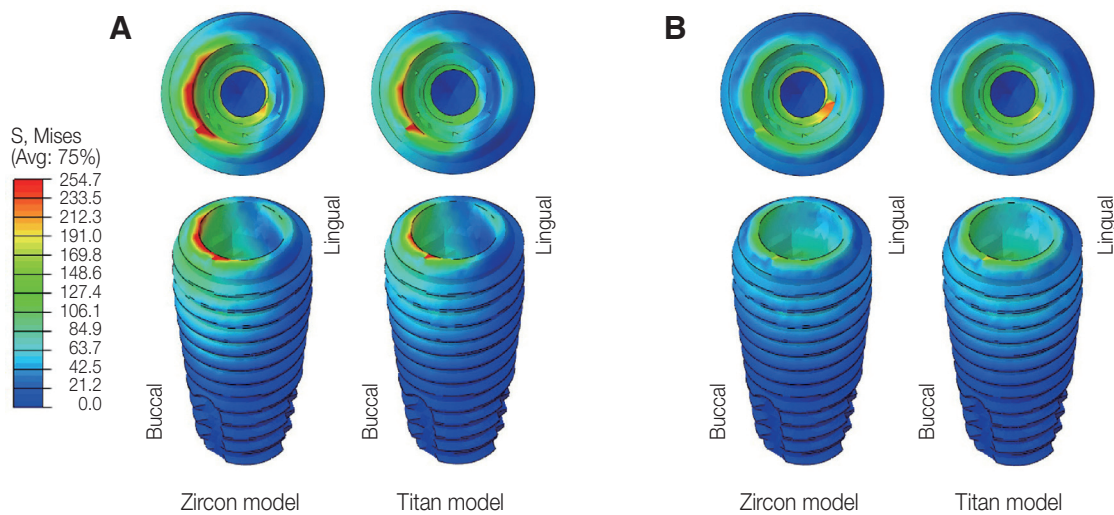 A
B
S, Mises
(Avg: 75%)
254.7
233.5
212.3
191.0
169.8
148.6
127.4
106.1
84.9
63.7
42.5
21.2
0.0
Lingual
Lingual
Lingual
Lingual
Buccal
Buccal
Buccal
Buccal
Zircon model
Titan model
Zircon model
Titan model